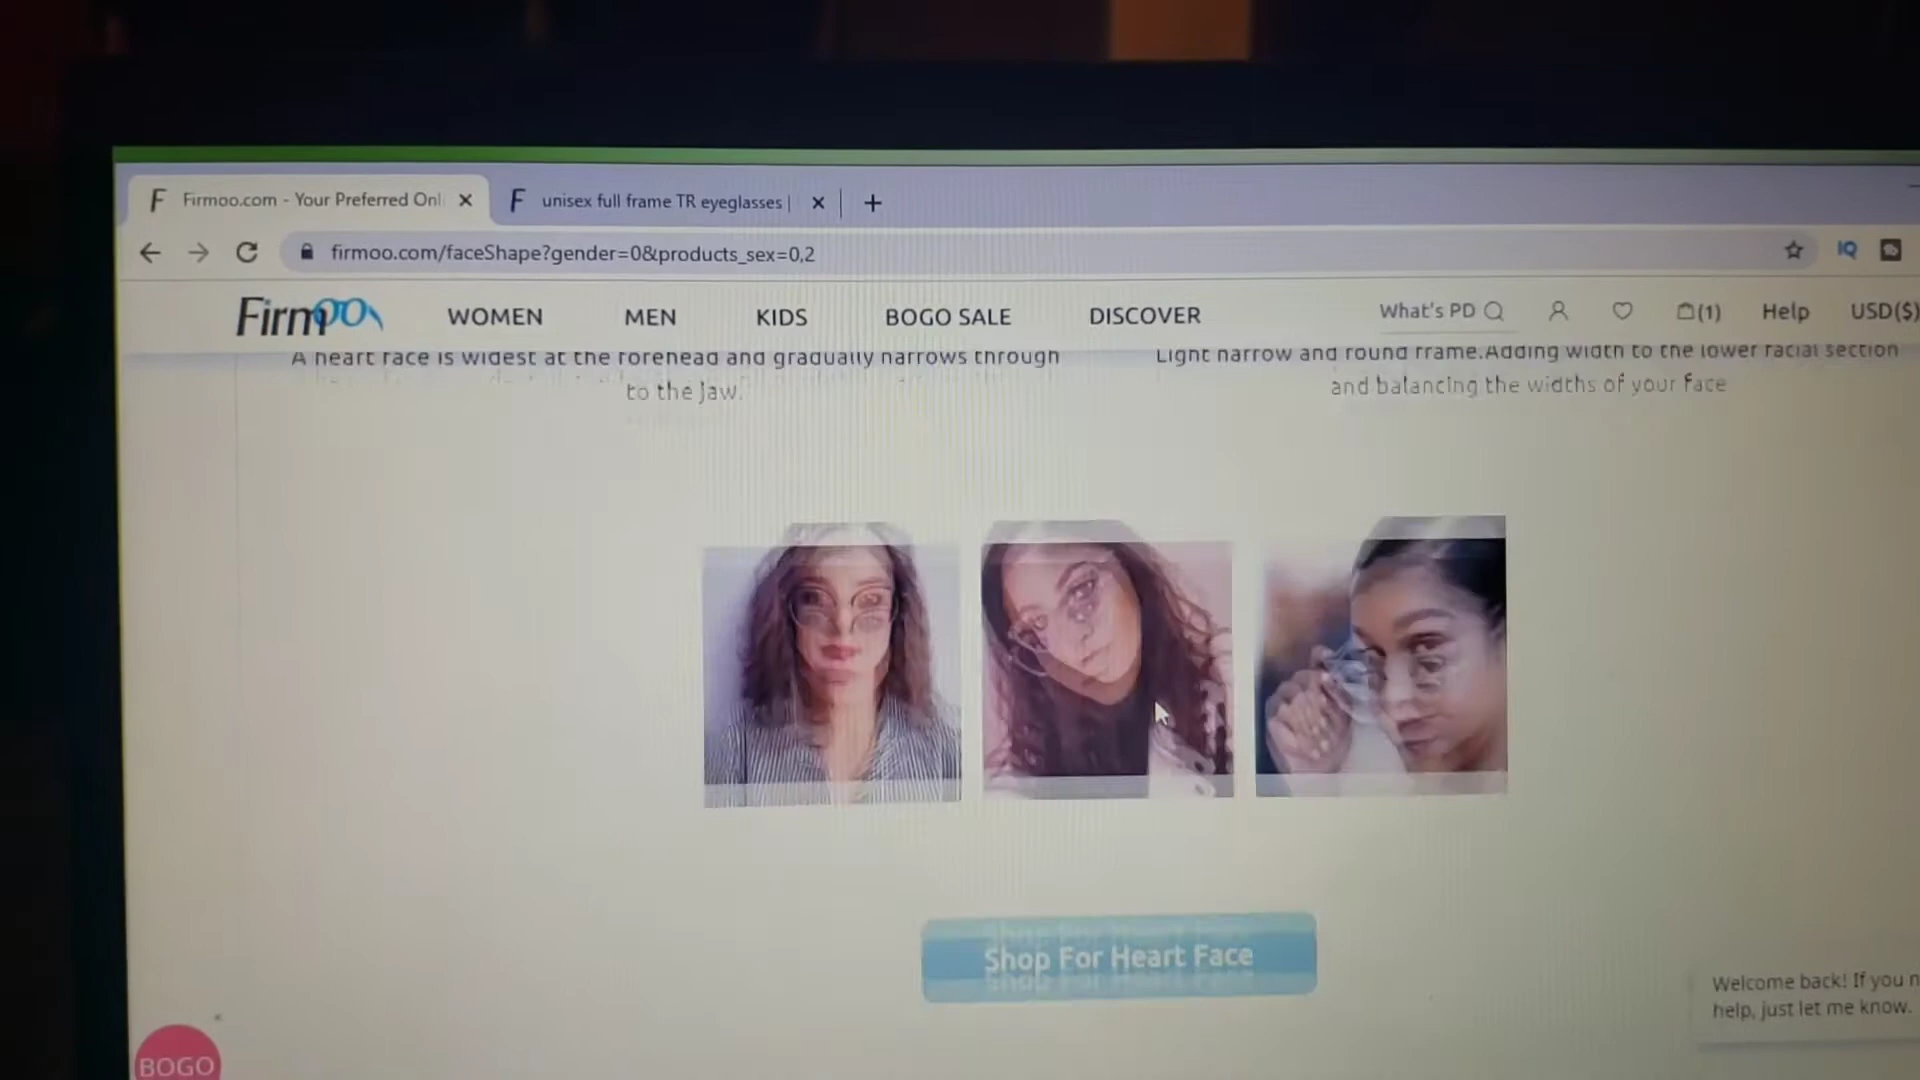 Firmoo.com - Your Preferred Onl
unisex full frame TR eyeglasses |
firmoo.com/faceShape?gender=0&products_sex=0,2
Firmoo WOMEN MEN KIDS BOGO SALE DISCOVER What's PD (1) Help USD($)
A heart face is widest at the forehead and gradually narrows through
to the jaw.
Light narrow and round frame.Adding width to the lower facial section
and balancing the widths of your face
Shop For Heart Face
Welcome back! If you n
help, just let me know.
BOGO